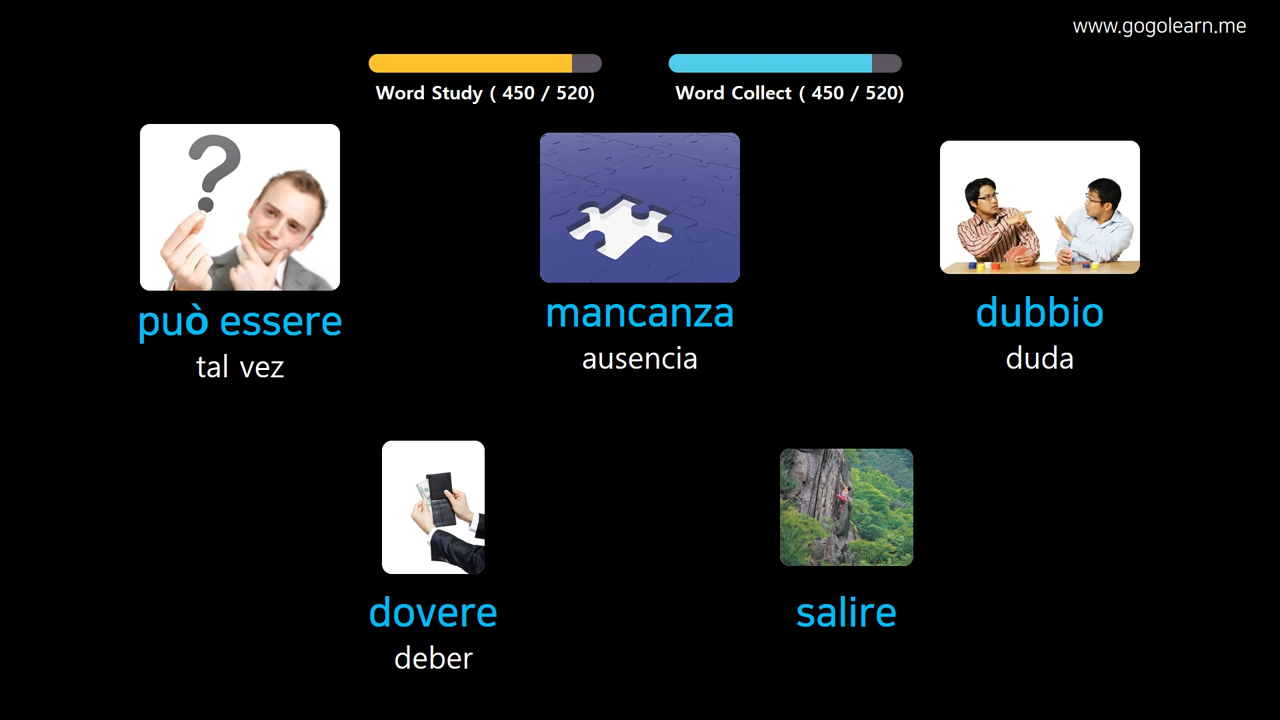 www.gogolearn.me
Word Study ( 450 / 520)
Word Collect ( 450 / 520)
può essere
tal vez
mancanza
ausencia
dubbio
duda
dovere
deber
salire